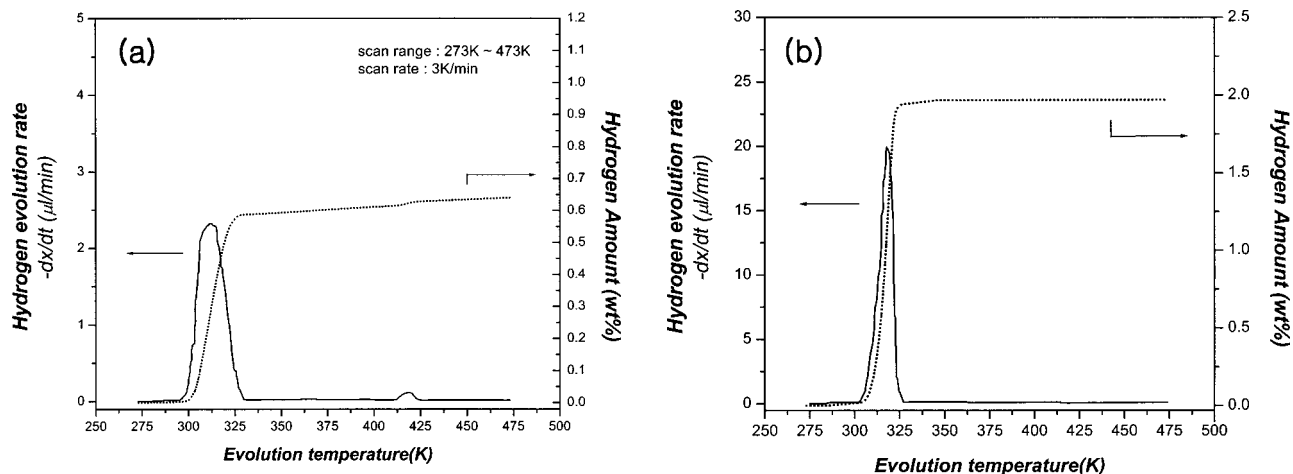 (a)
scan range : 273K ~ 473K
scan rate : 3K/min
Hydrogen evolution rate
-dx/dt (μl/min)
5
4
3
2
1
0
1.2
1.1
1.0
0.9
0.8
0.7
0.6
0.5
0.4
0.3
0.2
0.1
0.0
Hydrogen Amount (wt%)
250 275 300 325 350 375 400 425 450 475 500
Evolution temperature(K)
(b)
Hydrogen evolution rate
-dx/dt (μl/min)
30
25
20
15
10
5
0
2.5
2.0
1.5
1.0
0.5
0.0
Hydrogen Amount (wt%)
250 275 300 325 350 375 400 425 450 475 500
Evolution temperature(K)